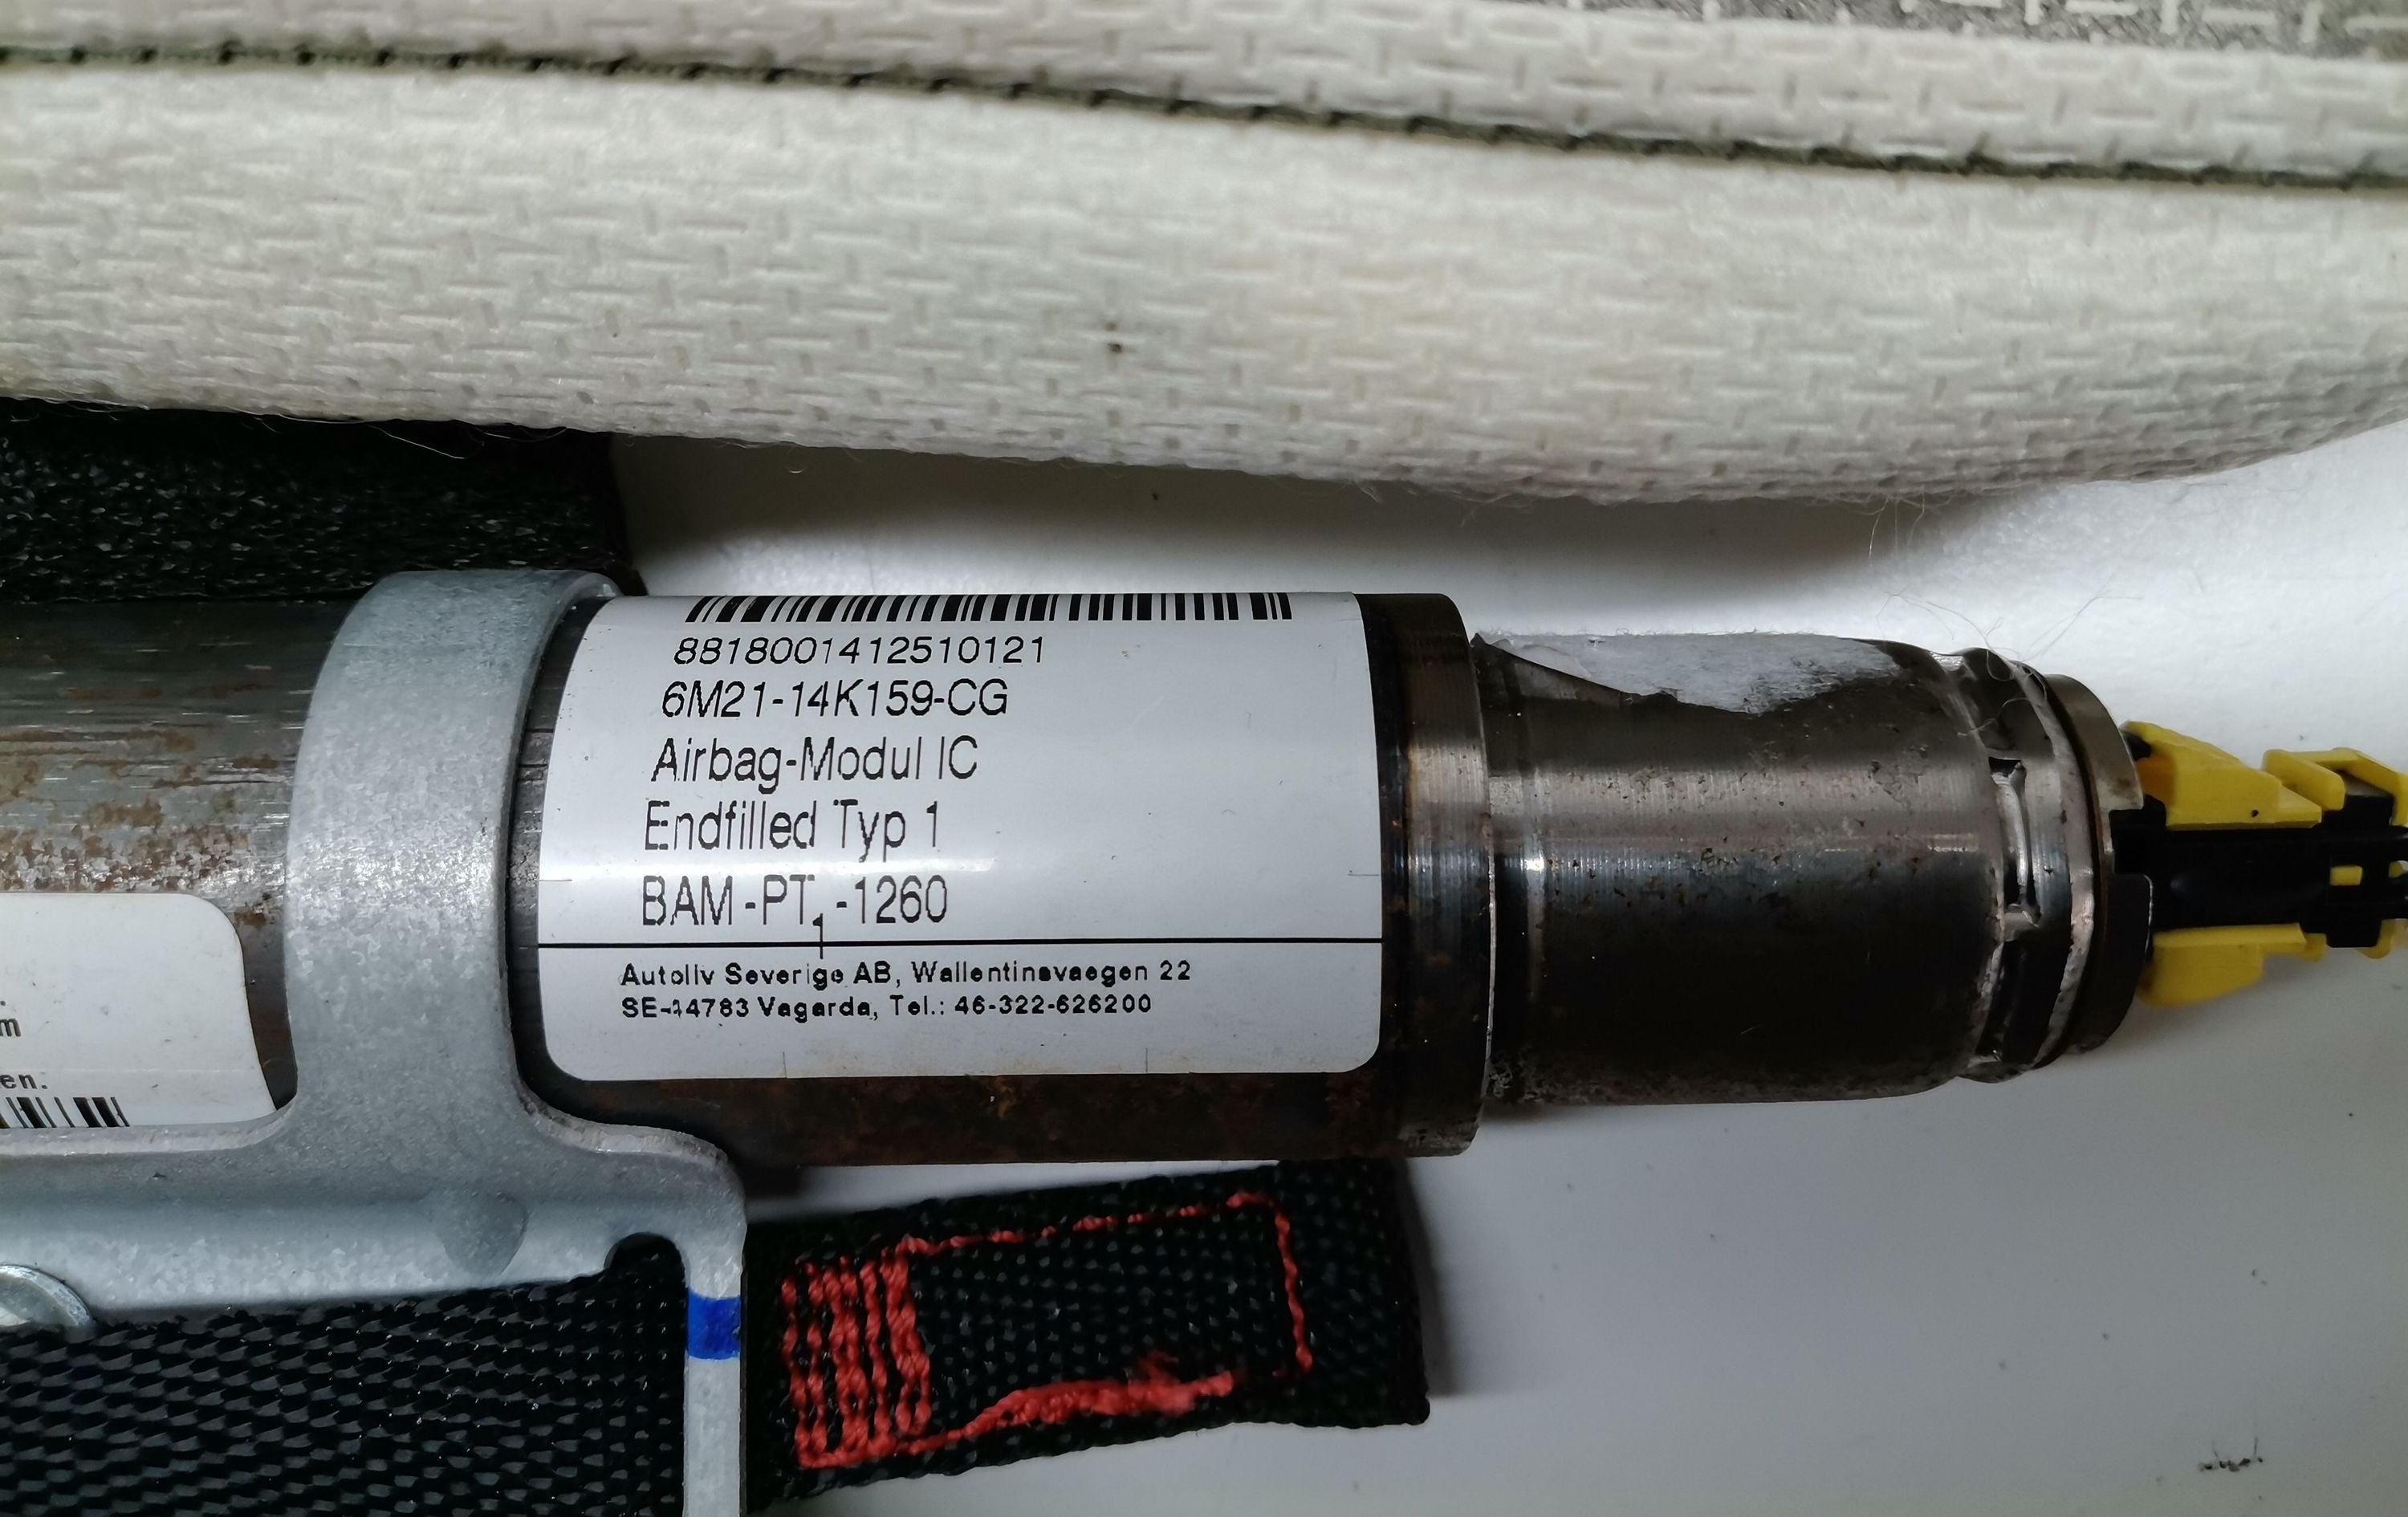 8818001412510121
6M21-14K159-CG
Airbag-Modul IC
Endfilled Typ 1
BAM-PT1-1260
Autoliv Severige AB, Wallentinsvaegen 22
SE-44783 Vagarda, Tel.: 46-322-626200
m
en.